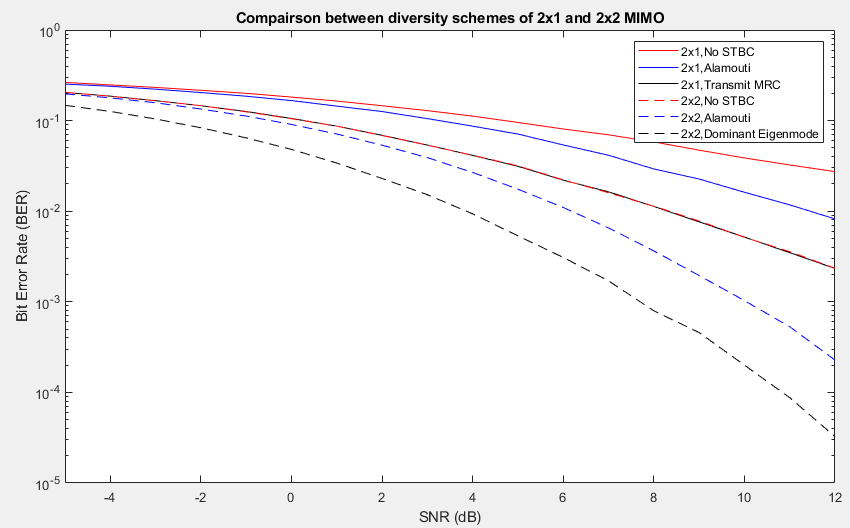 Compairson between diversity schemes of 2x1 and 2x2 MIMO
2x1,No STBC
2x1,Alamouti
2x1,Transmit MRC
2x2,No STBC
2x2,Alamouti
2x2,Dominant Eigenmode
Bit Error Rate (BER)
10^0
10^-1
10^-2
10^-3
10^-4
10^-5
-4 -2 0 2 4 6 8 10 12
SNR (dB)